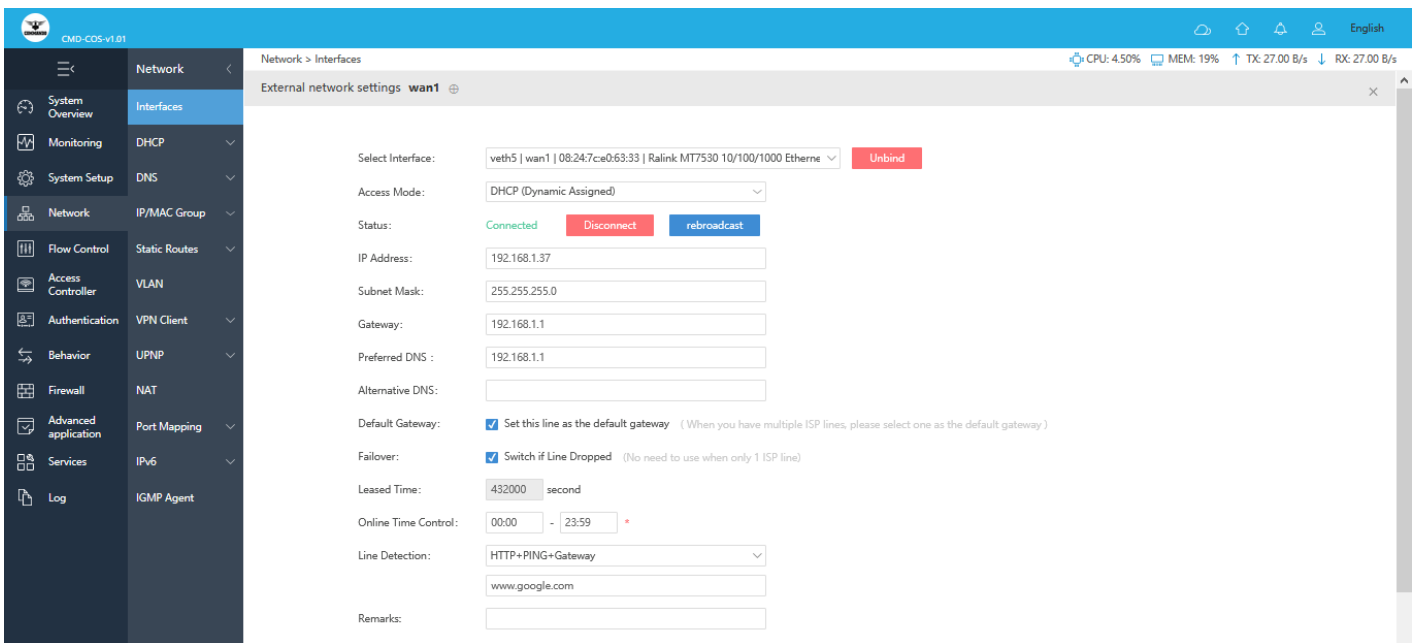 COMMANDO
CMD-COS-v1.01
English
Network
Network > Interfaces
CPU: 4.50% MEM: 19% TX: 27.00 B/s RX: 27.00 B/s
External network settings wan1
System Overview
Monitoring
System Setup
Network
Flow Control
Access Controller
Authentication
Behavior
Firewall
Advanced application
Services
Log
Interfaces
DHCP
DNS
IP/MAC Group
Static Routes
VLAN
VPN Client
UPNP
NAT
Port Mapping
IPv6
IGMP Agent
Select Interface: veth5 | wan1 | 08:24:7c:e0:63:33 | Ralink MT7530 10/100/1000 Etherne Unbind
Access Mode: DHCP (Dynamic Assigned)
Status: Connected Disconnect rebroadcast
IP Address: 192.168.1.37
Subnet Mask: 255.255.255.0
Gateway: 192.168.1.1
Preferred DNS : 192.168.1.1
Alternative DNS:
Default Gateway: Set this line as the default gateway ( When you have multiple ISP lines, please select one as the default gateway )
Failover: Switch if Line Dropped (No need to use when only 1 ISP line)
Leased Time: 432000 second
Online Time Control: 00:00 - 23:59 *
Line Detection: HTTP+PING+Gateway
www.google.com
Remarks: